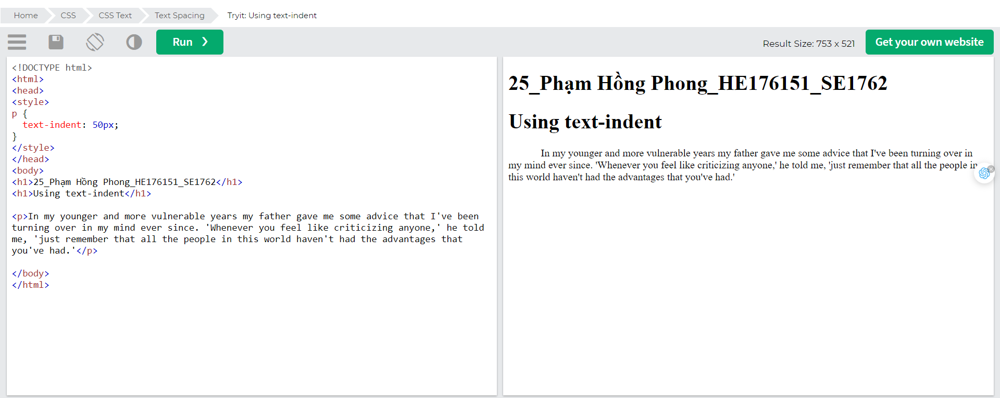 Home CSS CSS Text Text Spacing Tryit: Using text-indent
Run ❯ Result Size: 753 x 521 Get your own website
<!DOCTYPE html>
<html>
<head>
<style>
p {
  text-indent: 50px;
}
</style>
</head>
<body>
<h1>25_Phạm Hồng Phong_HE176151_SE1762</h1>
<h1>Using text-indent</h1>
<p>In my younger and more vulnerable years my father gave me some advice that I've been
turning over in my mind ever since. 'Whenever you feel like criticizing anyone,' he told
me, 'just remember that all the people in this world haven't had the advantages that
you've had.'</p>
</body>
</html>
25_Phạm Hồng Phong_HE176151_SE1762
Using text-indent
In my younger and more vulnerable years my father gave me some advice that I've been turning over in
my mind ever since. 'Whenever you feel like criticizing anyone,' he told me, 'just remember that all the people in
this world haven't had the advantages that you've had.'